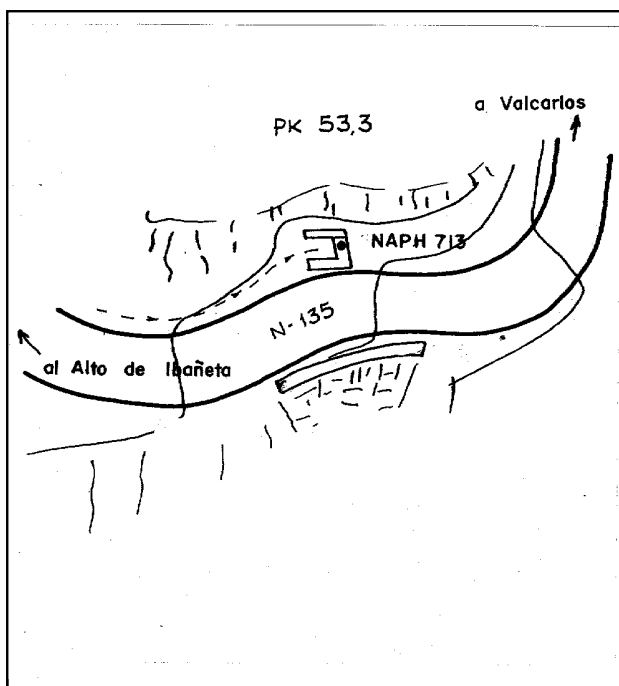 a Valcarlos
PK 53,3
NAPH 713
N-135
al Alto de Ibañeta